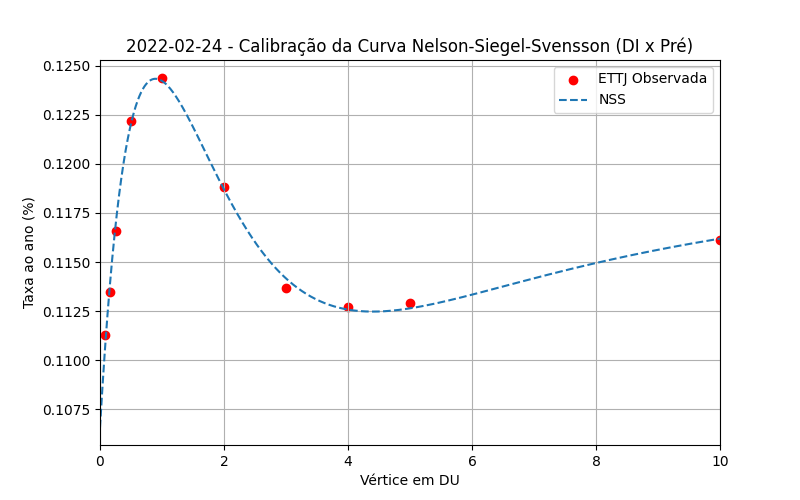 2022-02-24 - Calibração da Curva Nelson-Siegel-Svensson (DI x Pré)
ETTJ Observada
NSS
Taxa ao ano (%)
0.1250
0.1225
0.1200
0.1175
0.1150
0.1125
0.1100
0.1075
0 2 4 6 8 10
Vértice em DU